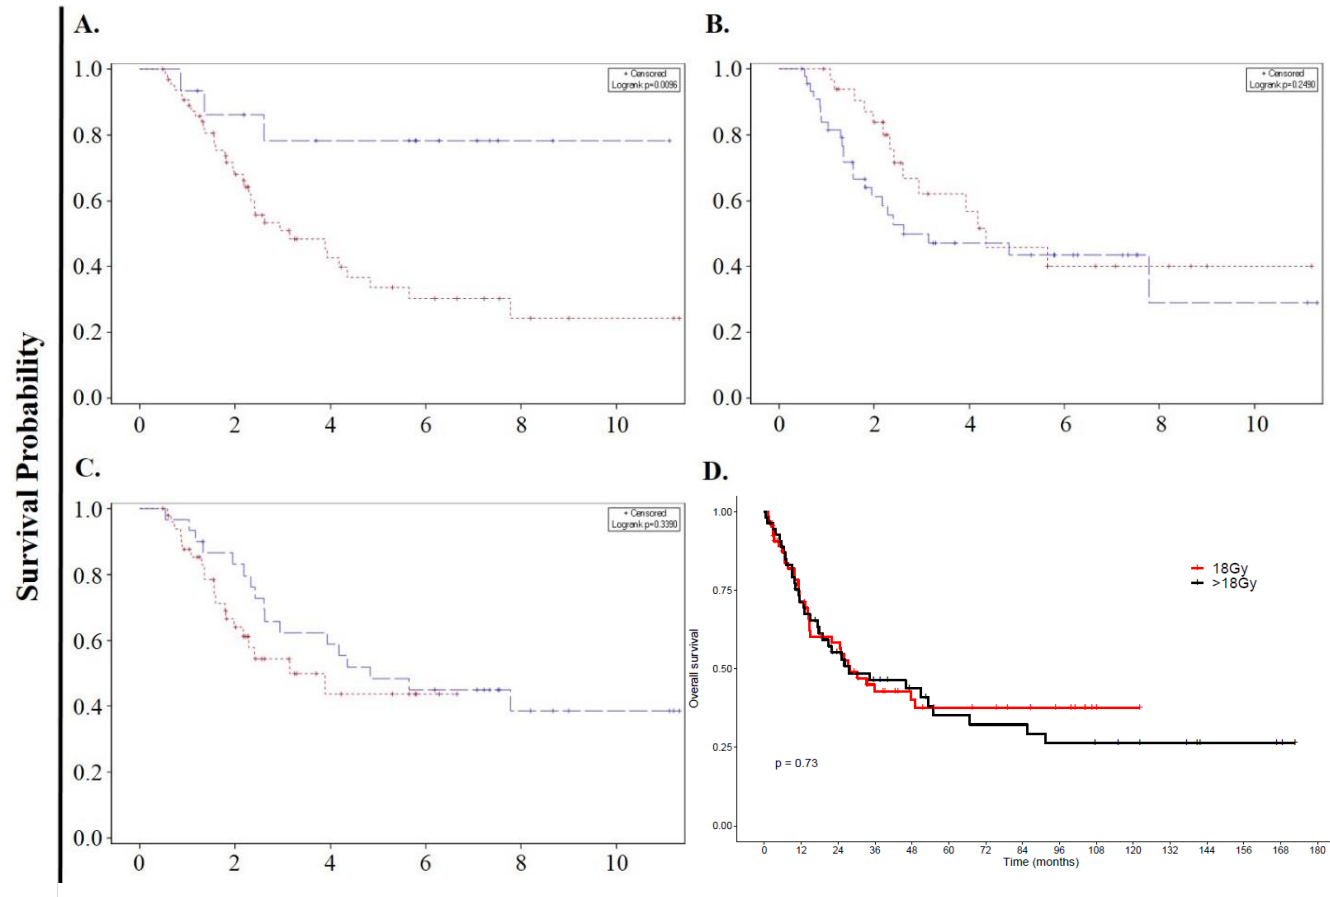 A.
+ Censored
Logrank p=0.0096
1.0
0.8
0.6
0.4
0.2
0.0
0 2 4 6 8 10
B.
+ Censored
Logrank p=0.2490
1.0
0.8
0.6
0.4
0.2
0.0
0 2 4 6 8 10
Survival Probability
C.
+ Censored
Logrank p=0.3390
1.0
0.8
0.6
0.4
0.2
0.0
0 2 4 6 8 10
D.
1.00
0.75
0.50
0.25
0.00
Overall survival
18Gy
>18Gy
p = 0.73
0 12 24 36 48 60 72 84 96 108 120 132 144 156 168 180
Time (months)